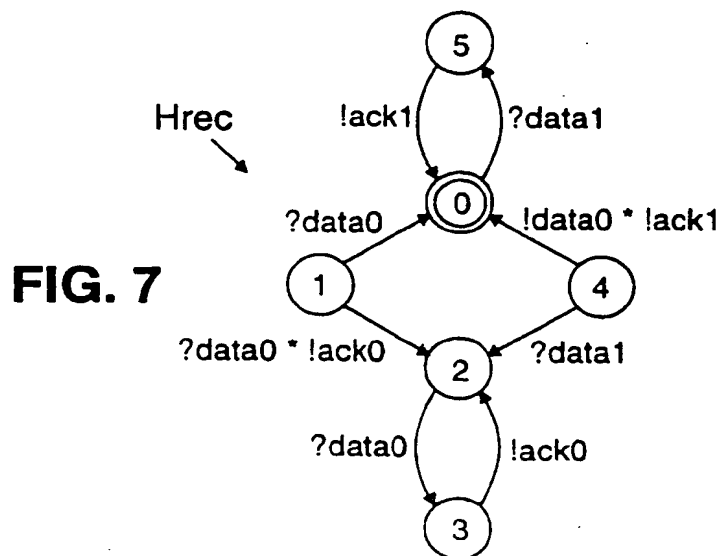 5
!ack1
?data1
Hrec
0
?data0
!data0 * !ack1
FIG. 7
1
4
?data0 * !ack0
2
?data1
?data0
!ack0
3